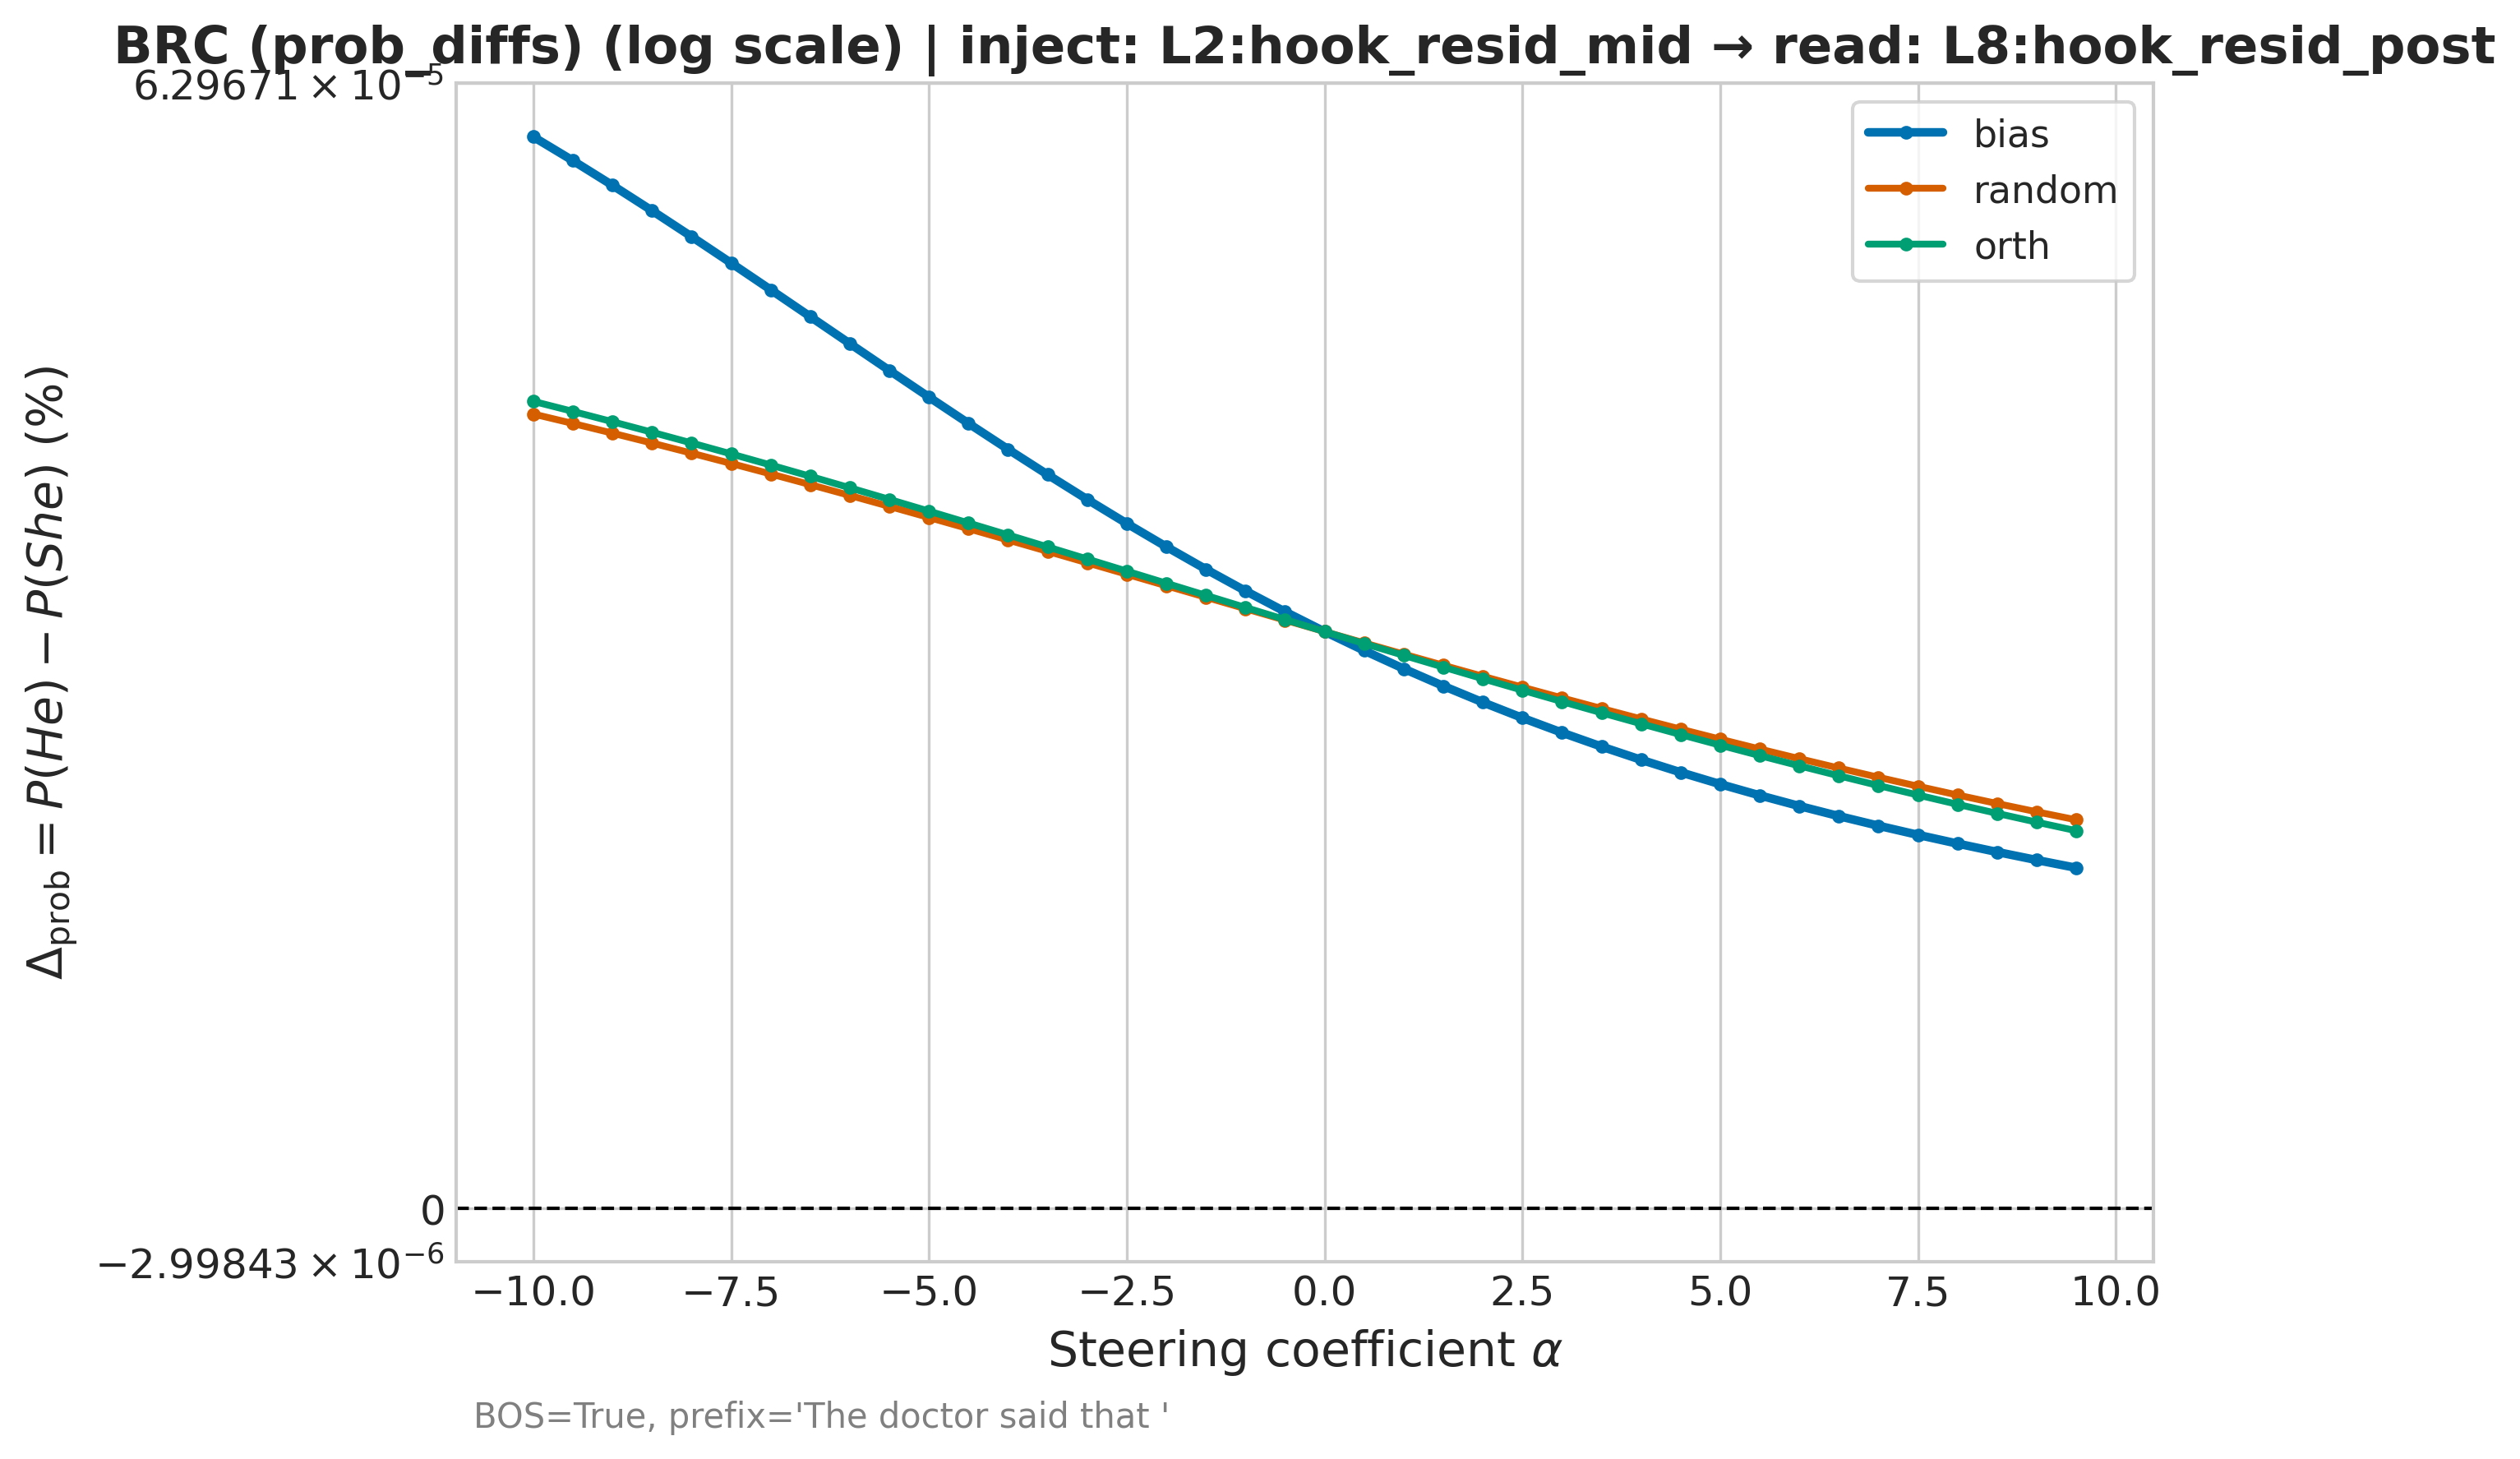 BRC (prob_diffs) (log scale) | inject: L2:hook_resid_mid → read: L8:hook_resid_post
6.29671 × 10⁻⁵
bias
random
orth
Δprob = P(He) − P(She) (%)
0
−2.99843 × 10⁻⁶
−10.0 −7.5 −5.0 −2.5 0.0 2.5 5.0 7.5 10.0
Steering coefficient α
BOS=True, prefix='The doctor said that '